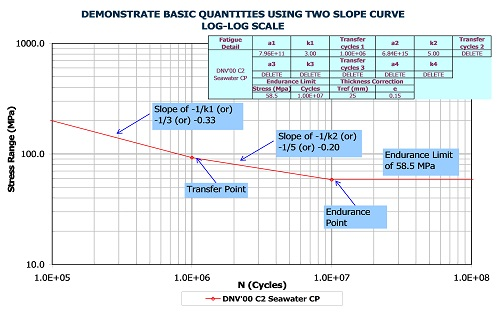 DEMONSTRATE BASIC QUANTITIES USING TWO SLOPE CURVE
LOG-LOG SCALE
Fatigue Detail a1 k1 Transfer cycles 1 a2 k2 Transfer cycles 2
DNV'00 C2 Seawater CP 7.96E+11 3.00 1.00E+06 6.84E+15 5.00 DELETE
a3 k3 Transfer cycles 3 a4 k4
DELETE DELETE DELETE DELETE DELETE
Endurance Limit Thickness Correction
Stress (Mpa) Cycles Tref (mm) e
58.5 1.00E+07 25 0.15
1000.0
100.0
10.0
Stress Range (MPa)
Slope of -1/k1 (or)
-1/3 (or) -0.33
Slope of -1/k2 (or)
-1/5 (or) -0.20
Endurance Limit
of 58.5 MPa
Transfer Point
Endurance
Point
1.0E+05 1.0E+06 1.0E+07 1.0E+08
N (Cycles)
DNV'00 C2 Seawater CP